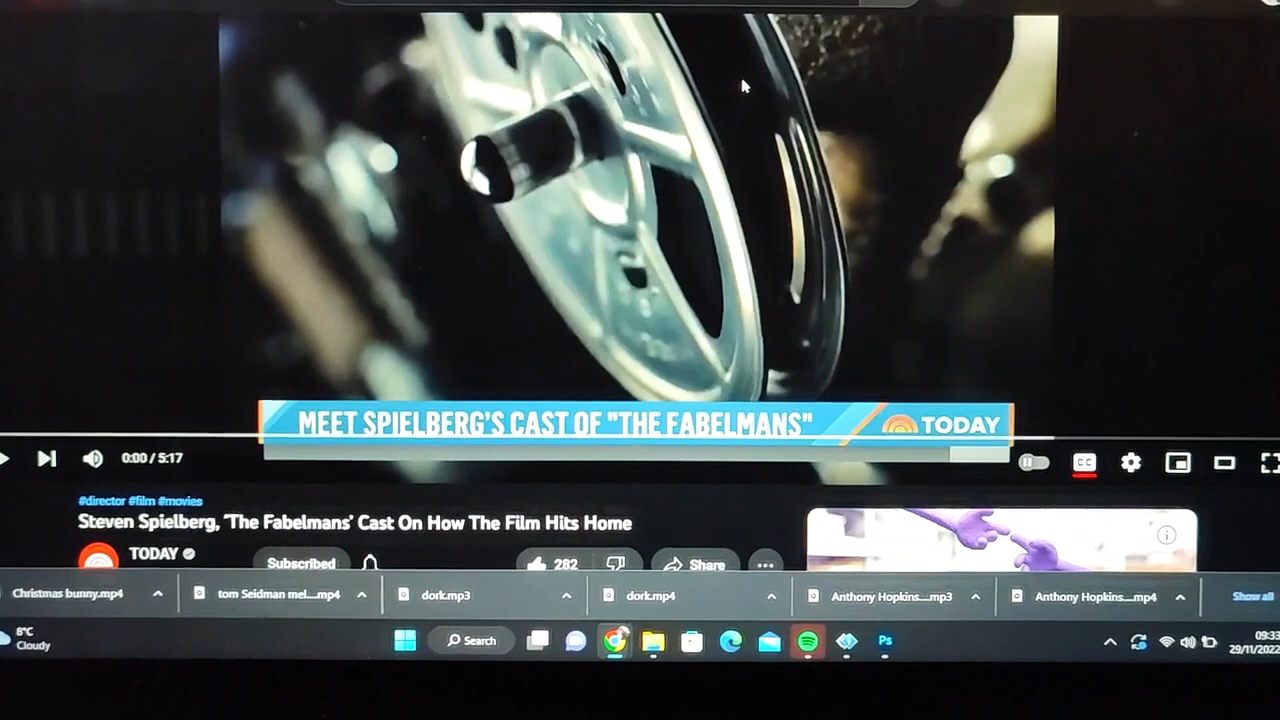 MEET SPIELBERG'S CAST OF "THE FABELMANS"
TODAY
0:00 / 5:17
CC
#director #film #movies
Steven Spielberg, 'The Fabelmans' Cast On How The Film Hits Home
TODAY
Subscribed
282
Share
Christmas bunny.mp4
tom Seidman mel....mp4
dork.mp3
dork.mp4
Anthony Hopkins....mp3
Anthony Hopkins....mp4
Show all
8°C
Cloudy
Search
Ps
09:33
29/11/2022